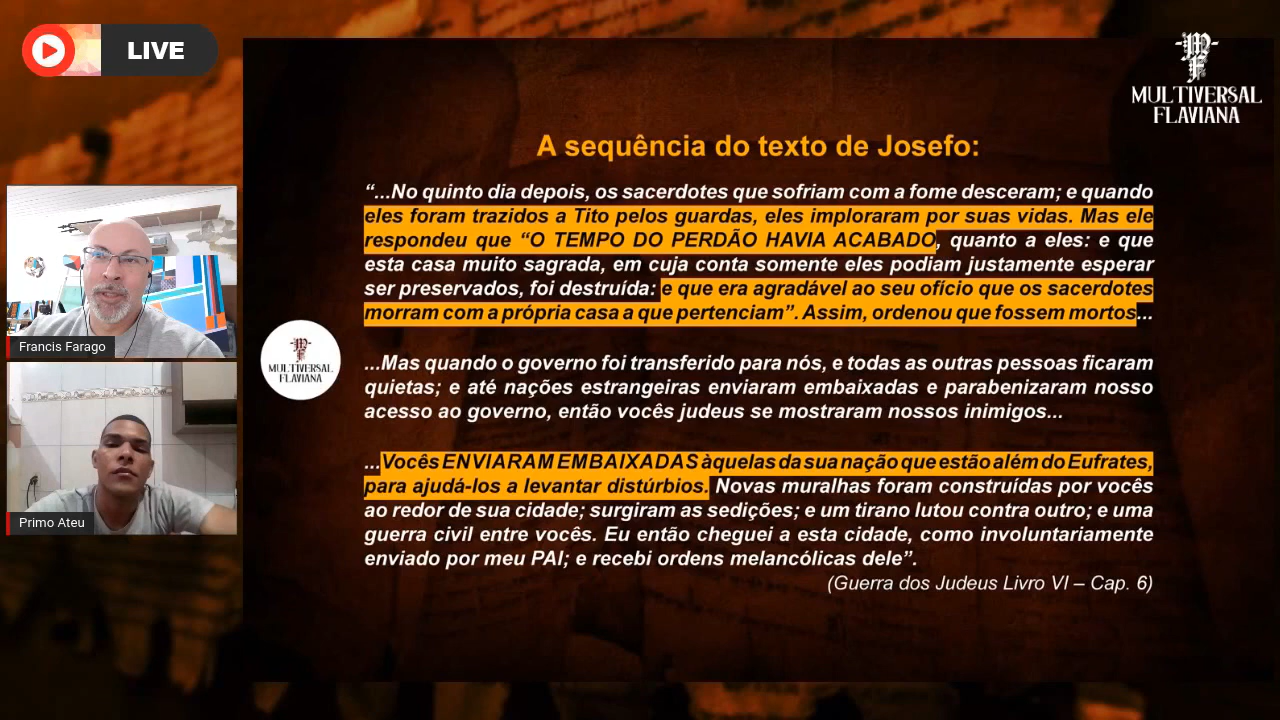 LIVE
MULTIVERSAL
FLAVIANA
A sequência do texto de Josefo:
“...No quinto dia depois, os sacerdotes que sofriam com a fome desceram; e quando
eles foram trazidos a Tito pelos guardas, eles imploraram por suas vidas. Mas ele
respondeu que “O TEMPO DO PERDÃO HAVIA ACABADO, quanto a eles: e que
esta casa muito sagrada, em cuja conta somente eles podiam justamente esperar
ser preservados, foi destruída: e que era agradável ao seu ofício que os sacerdotes
morram com a própria casa a que pertenciam”. Assim, ordenou que fossem mortos...
...Mas quando o governo foi transferido para nós, e todas as outras pessoas ficaram
quietas; e até nações estrangeiras enviaram embaixadas e parabenizaram nosso
acesso ao governo, então vocês judeus se mostraram nossos inimigos...
...Vocês ENVIARAM EMBAIXADAS àquelas da sua nação que estão além do Eufrates,
para ajudá-los a levantar distúrbios. Novas muralhas foram construídas por vocês
ao redor de sua cidade; surgiram as sedições; e um tirano lutou contra outro; e uma
guerra civil entre vocês. Eu então cheguei a esta cidade, como involuntariamente
enviado por meu PAI; e recebi ordens melancólicas dele”.
(Guerra dos Judeus Livro VI – Cap. 6)
MULTIVERSAL
FLAVIANA
Francis Farago
Primo Ateu